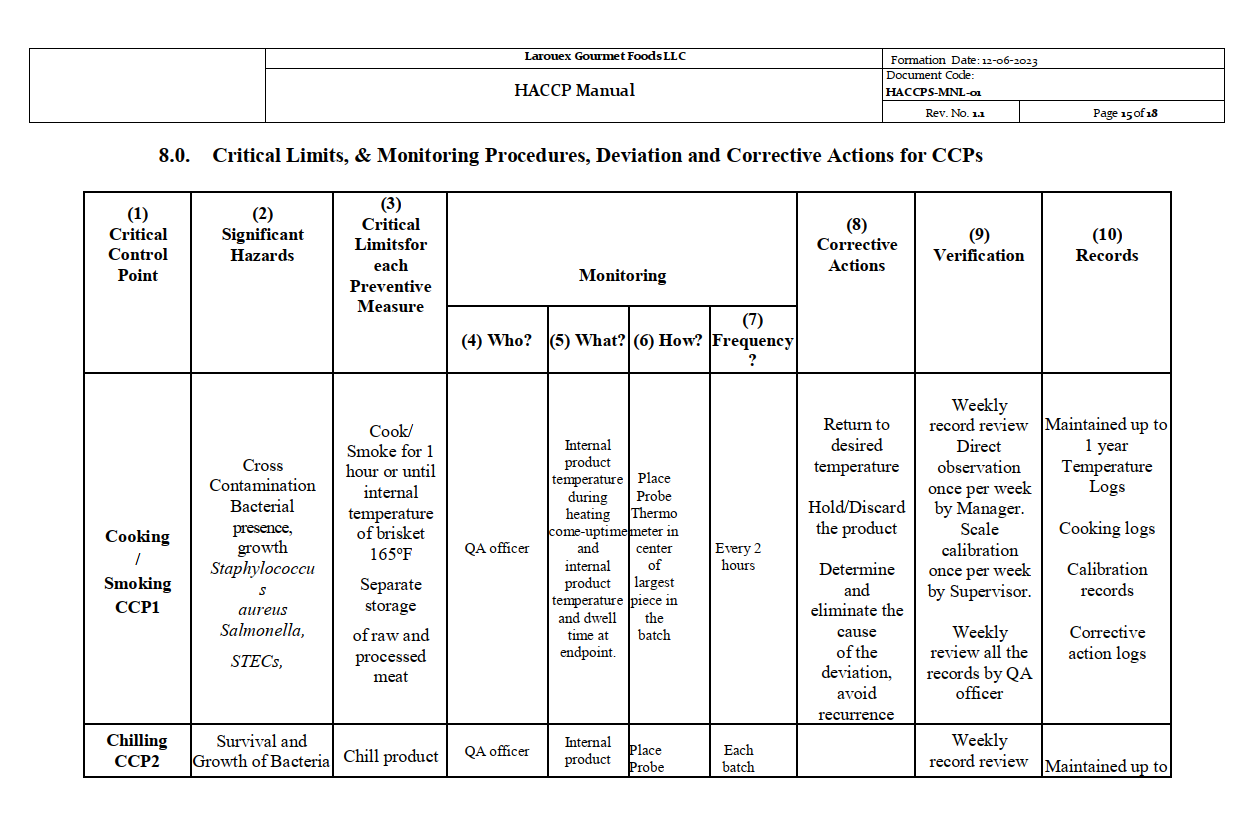 Larouex Gourmet Foods LLC
HACCP Manual
Formation Date: 12-06-2023
Document Code:
HACCPS-MNL-01
Rev. No. 1.1
Page 15 of 18
8.0. Critical Limits, & Monitoring Procedures, Deviation and Corrective Actions for CCPs
(1)
Critical
Control
Point
(2)
Significant
Hazards
(3)
Critical
Limitsfor
each
Preventive
Measure
Monitoring
(4) Who?
(5) What?
(6) How?
(7)
Frequency
?
(8)
Corrective
Actions
(9)
Verification
(10)
Records
Cooking
/
Smoking
CCP1
Cross
Contamination
Bacterial
presence,
growth
Staphylococcu
s
aureus
Salmonella,
STECs,
Cook/
Smoke for 1
hour or until
internal
temperature
of brisket
165°F
Separate
storage
of raw and
processed
meat
QA officer
Internal
product
temperature
during
heating
come-uptime
and
internal
product
temperature
and dwell
time at
endpoint.
Place
Probe
Thermo
meter in
center
of
largest
piece in
the
batch
Every 2
hours
Return to
desired
temperature
Hold/Discard
the product
Determine
and
eliminate the
cause
of the
deviation,
avoid
recurrence
Weekly
record review
Direct
observation
once per week
by Manager.
Scale
calibration
once per week
by Supervisor.
Weekly
review all the
records by QA
officer
Maintained up to
1 year
Temperature
Logs
Cooking logs
Calibration
records
Corrective
action logs
Chilling
CCP2
Survival and
Growth of Bacteria
Chill product
QA officer
Internal
product
Place
Probe
Each
batch
Weekly
record review
Maintained up to